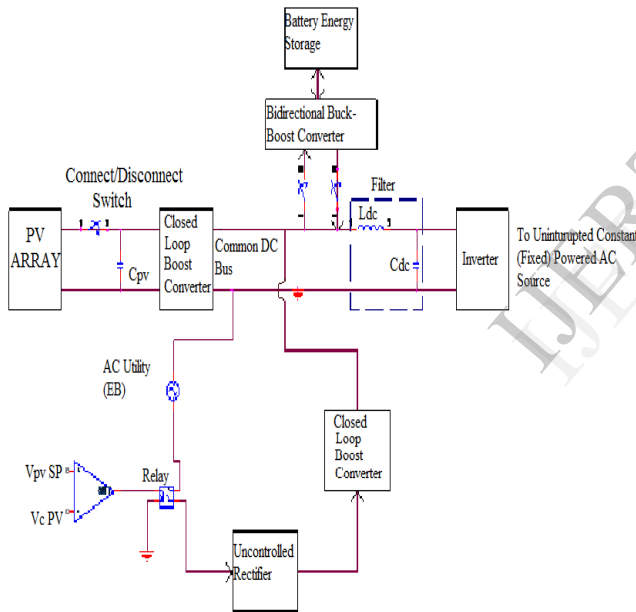 Battery Energy
Storage
Bidirectional Buck-
Boost Converter
Connect/Disconnect
Switch
Filter
Ldc
PV
ARRAY
Cpv
Closed
Loop
Boost
Converter
Common DC
Bus
Cdc
Inverter
To Uninturupted Constant
(Fixed) Powered AC
Source
IJERT
AC Utility
(EB)
Closed
Loop
Boost
Converter
Vpv SP
Vc PV
Relay
Uncontrolled
Rectifier